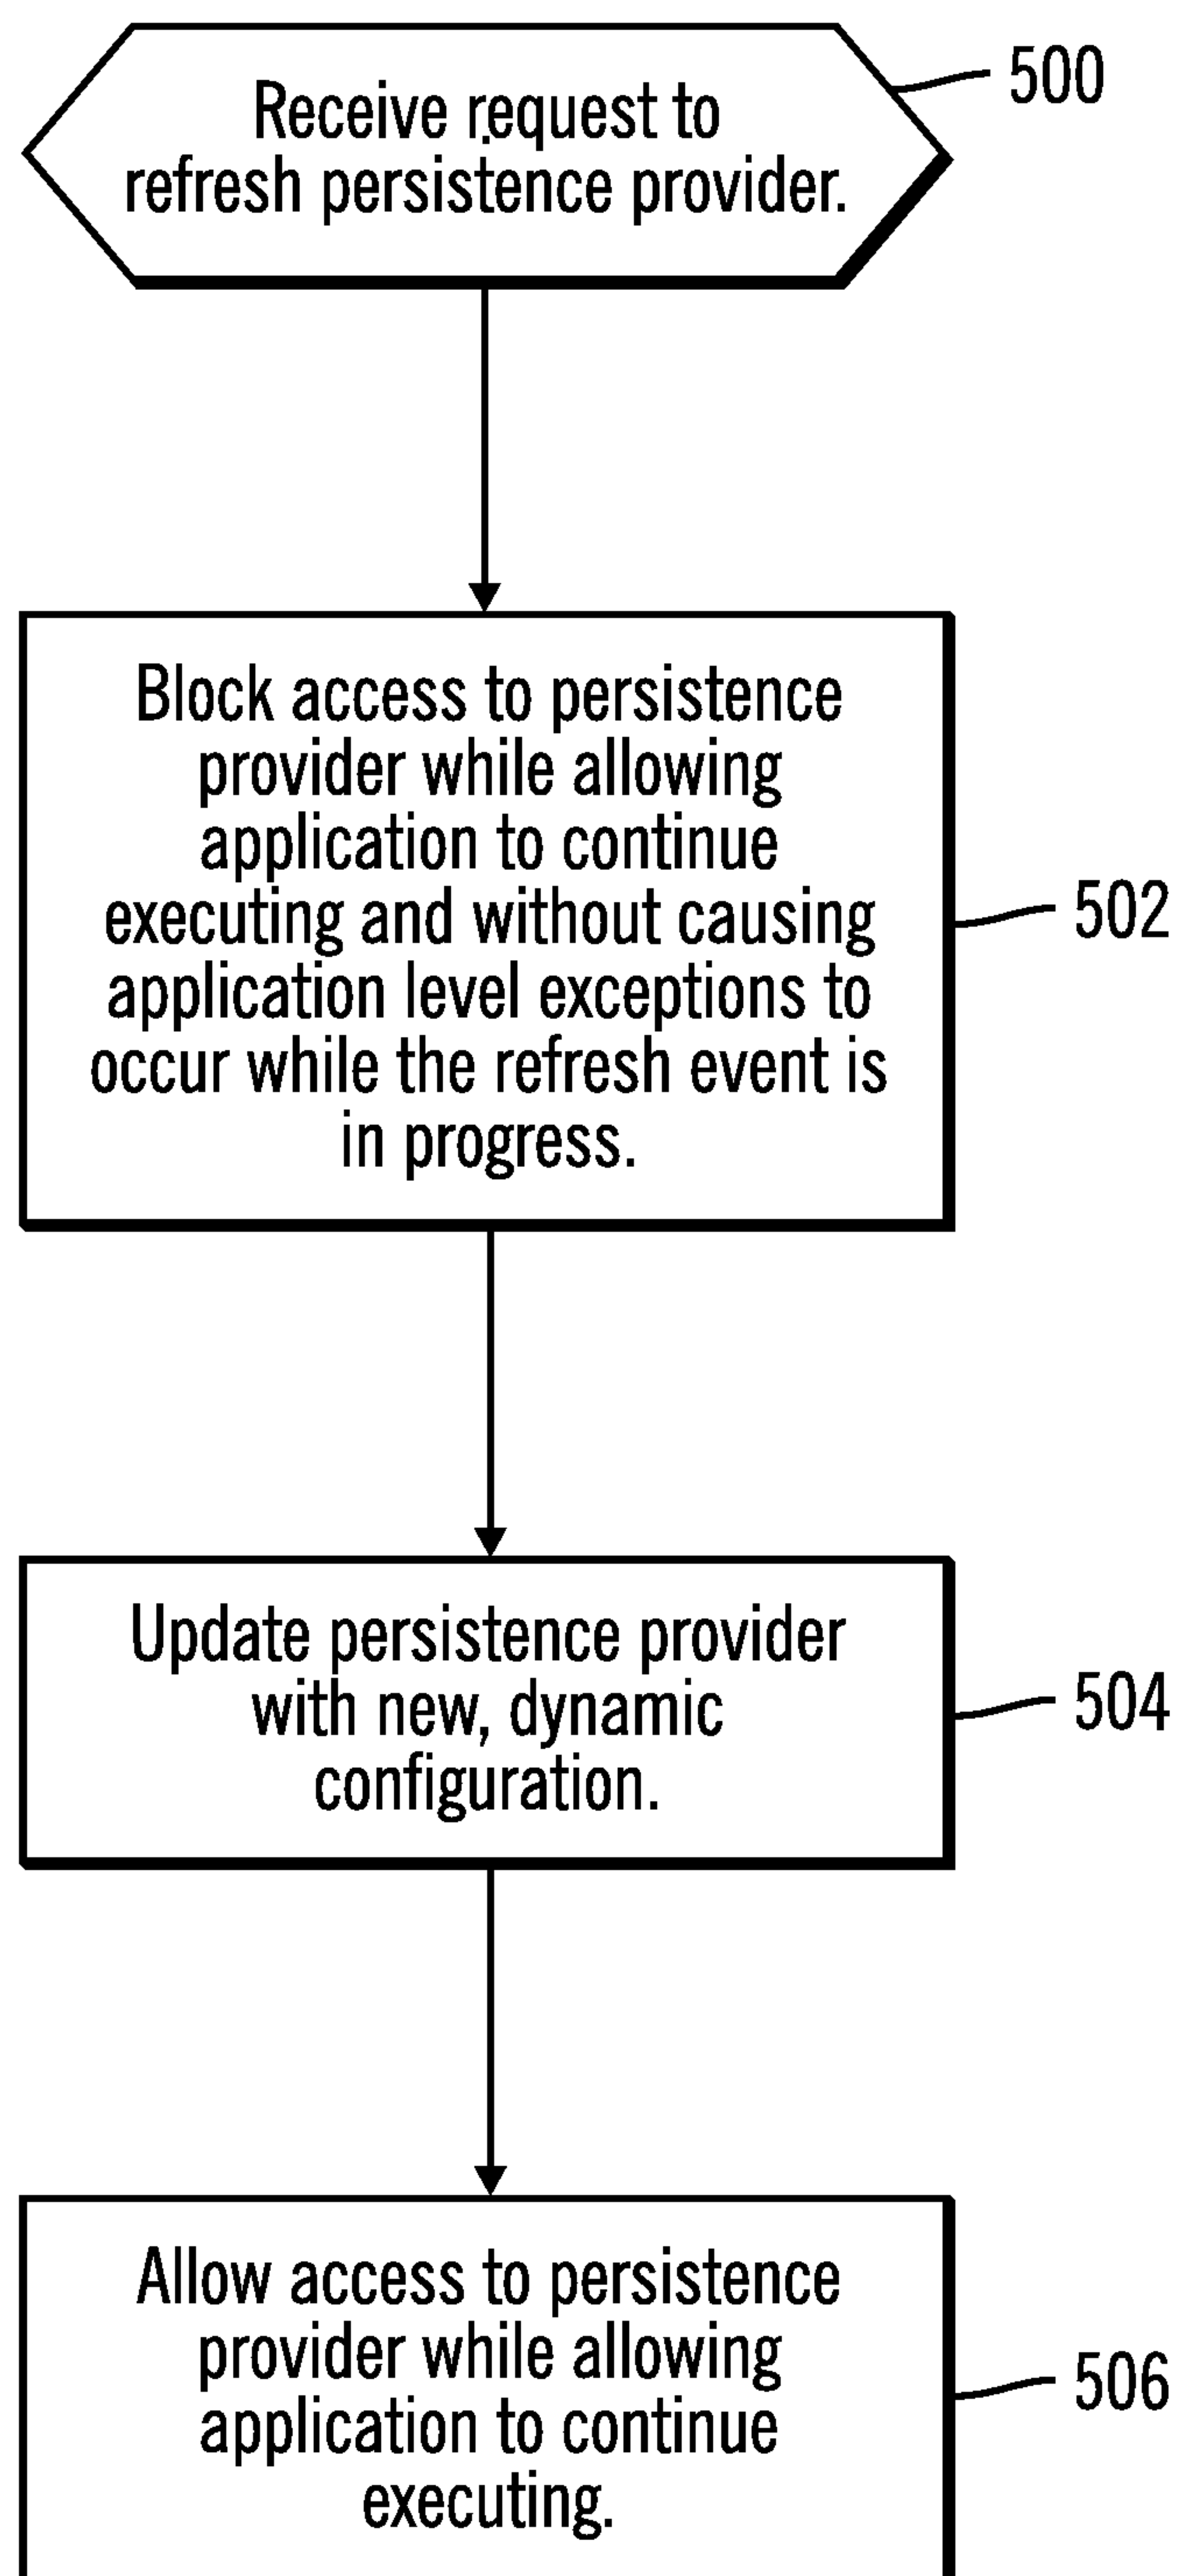 Receive request to
refresh persistence provider.
500
Block access to persistence
provider while allowing
application to continue
executing and without causing
application level exceptions to
occur while the refresh event is
in progress.
502
Update persistence provider
with new, dynamic
configuration.
504
Allow access to persistence
provider while allowing
application to continue
executing.
506